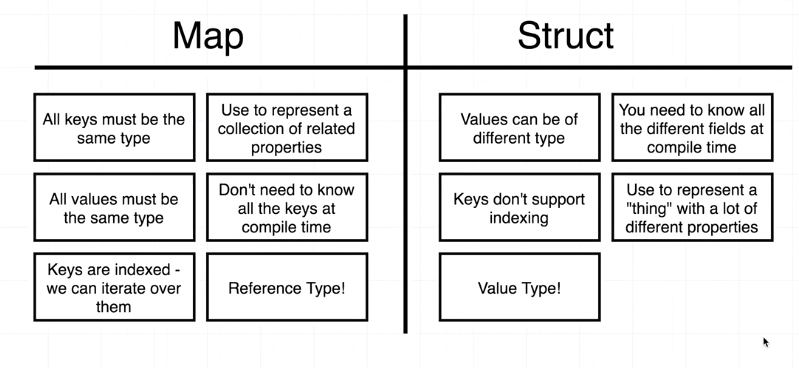 Map
Struct
All keys must be the
same type
Use to represent a
collection of related
properties
Values can be of
different type
You need to know all
the different fields at
compile time
All values must be
the same type
Don't need to know
all the keys at
compile time
Keys don't support
indexing
Use to represent a
"thing" with a lot of
different properties
Keys are indexed -
we can iterate over
them
Reference Type!
Value Type!